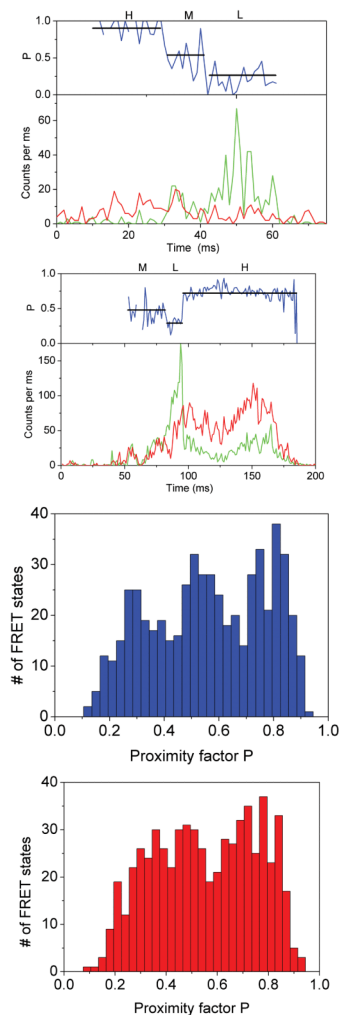 H M L
1.0
0.5
0.0
P
60
40
20
0
Counts per ms
0 20 40 60
Time (ms)
M L H
1.0
0.5
0.0
P
150
100
50
0
Counts per ms
0 50 100 150 200
Time (ms)
40
30
20
10
0
# of FRET states
0.0 0.2 0.4 0.6 0.8 1.0
Proximity factor P
40
30
20
10
0
# of FRET states
0.0 0.2 0.4 0.6 0.8 1.0
Proximity factor P